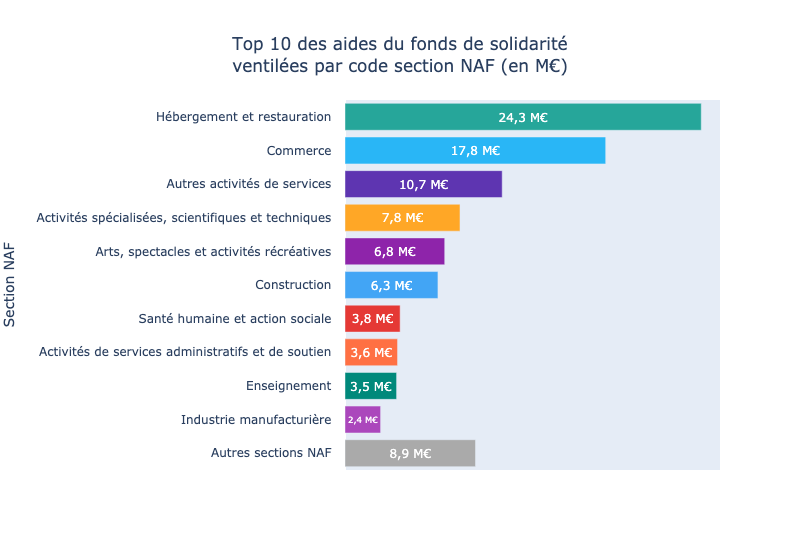 Top 10 des aides du fonds de solidarité
ventilées par code section NAF (en M€)
Section NAF
Hébergement et restauration 24,3 M€
Commerce 17,8 M€
Autres activités de services 10,7 M€
Activités spécialisées, scientifiques et techniques 7,8 M€
Arts, spectacles et activités récréatives 6,8 M€
Construction 6,3 M€
Santé humaine et action sociale 3,8 M€
Activités de services administratifs et de soutien 3,6 M€
Enseignement 3,5 M€
Industrie manufacturière 2,4 M€
Autres sections NAF 8,9 M€